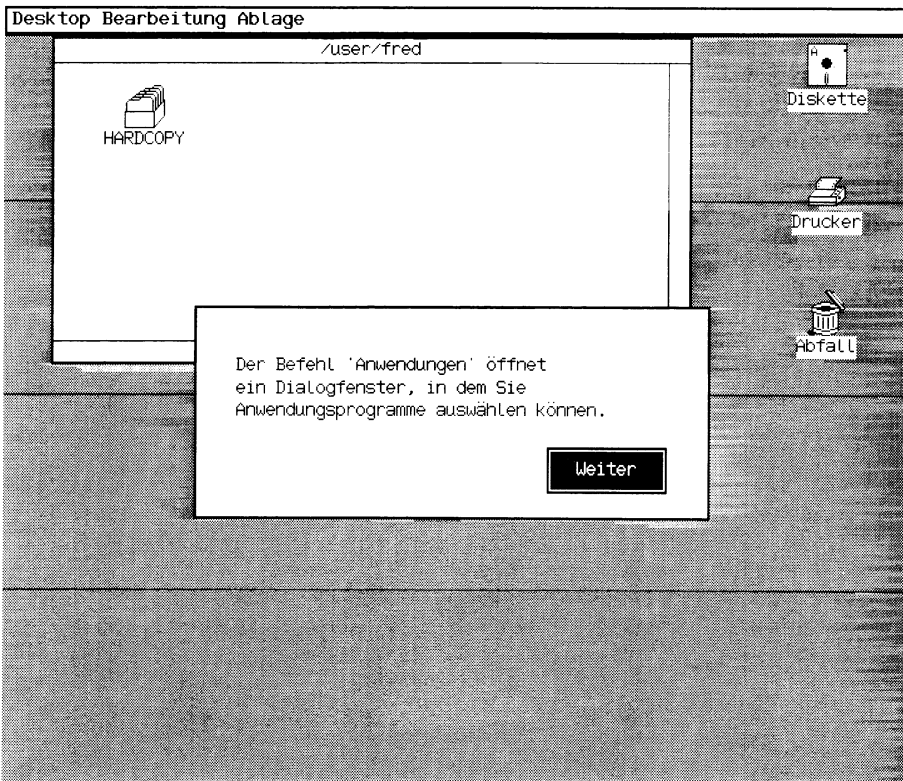 Desktop Bearbeitung Ablage
/user/fred
A
Diskette
HARDCOPY
Drucker
Abfall
Der Befehl 'Anwendungen' öffnet
ein Dialogfenster, in dem Sie
Anwendungsprogramme auswählen können.
Weiter